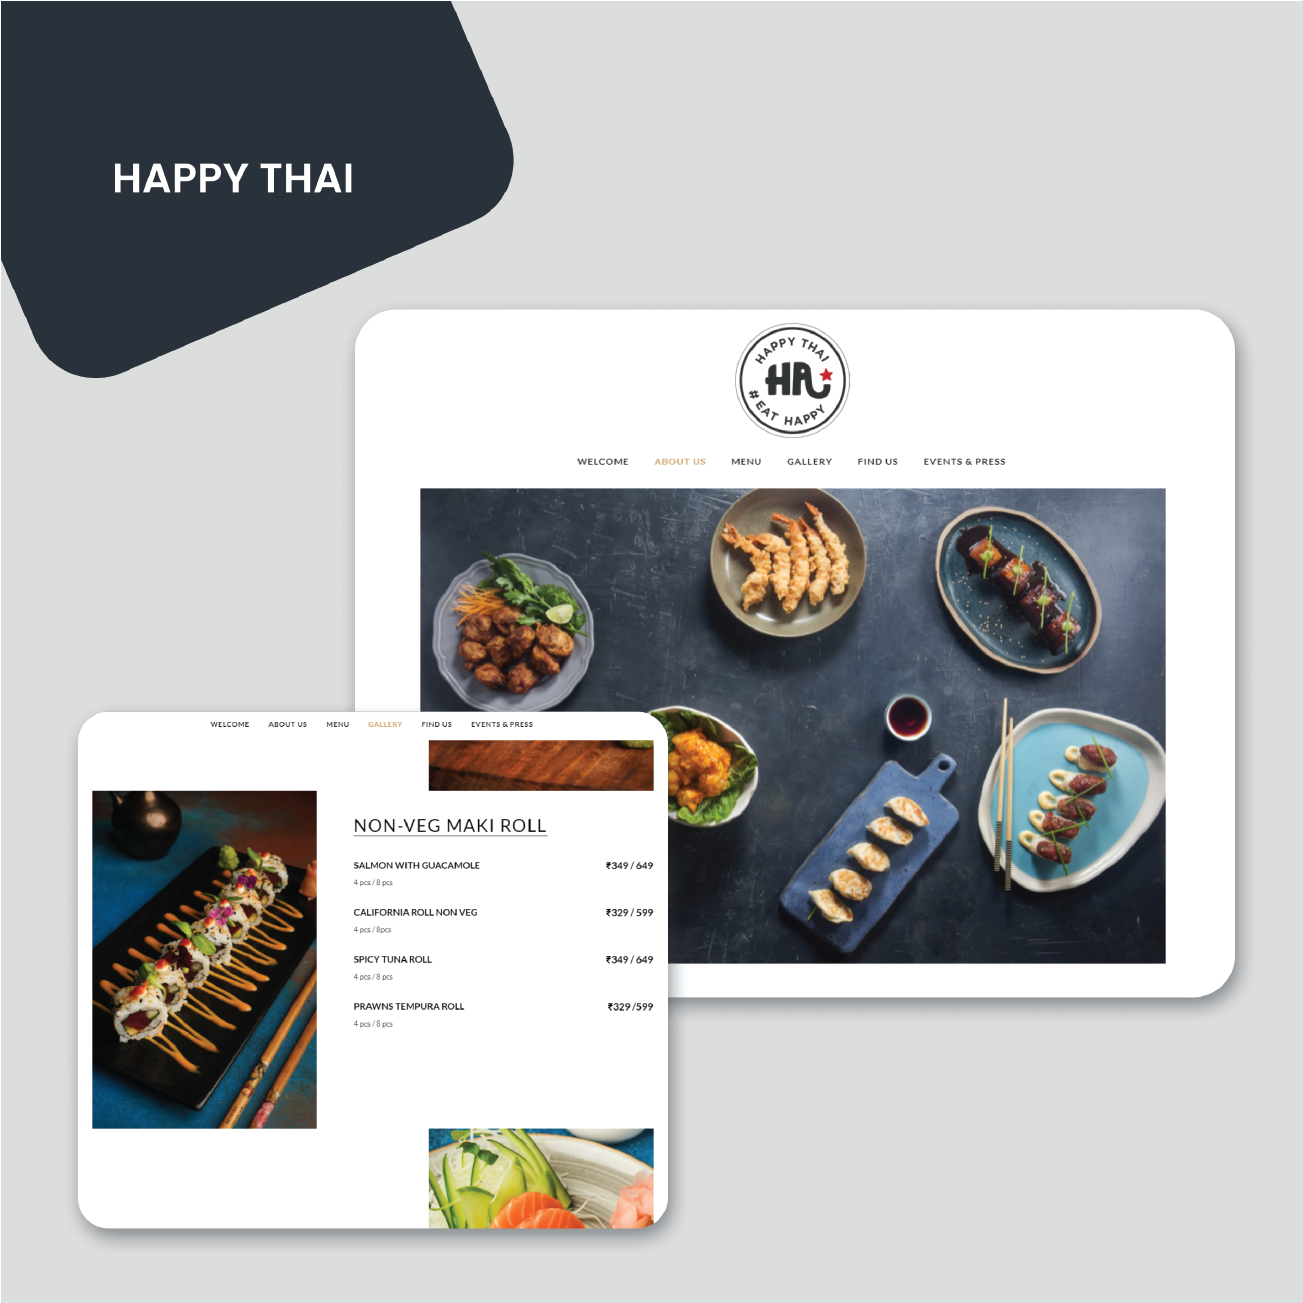 HAPPY THAI
HAPPY THAI
HA
#EAT HAPPY
WELCOME ABOUT US MENU GALLERY FIND US EVENTS & PRESS
WELCOME ABOUT US MENU GALLERY FIND US EVENTS & PRESS
NON-VEG MAKI ROLL
SALMON WITH GUACAMOLE ₹349 / 649
4 pcs / 8 pcs
CALIFORNIA ROLL NON VEG ₹329 / 599
4 pcs / 8pcs
SPICY TUNA ROLL ₹349 / 649
4 pcs / 8 pcs
PRAWNS TEMPURA ROLL ₹329 /599
4 pcs / 8 pcs